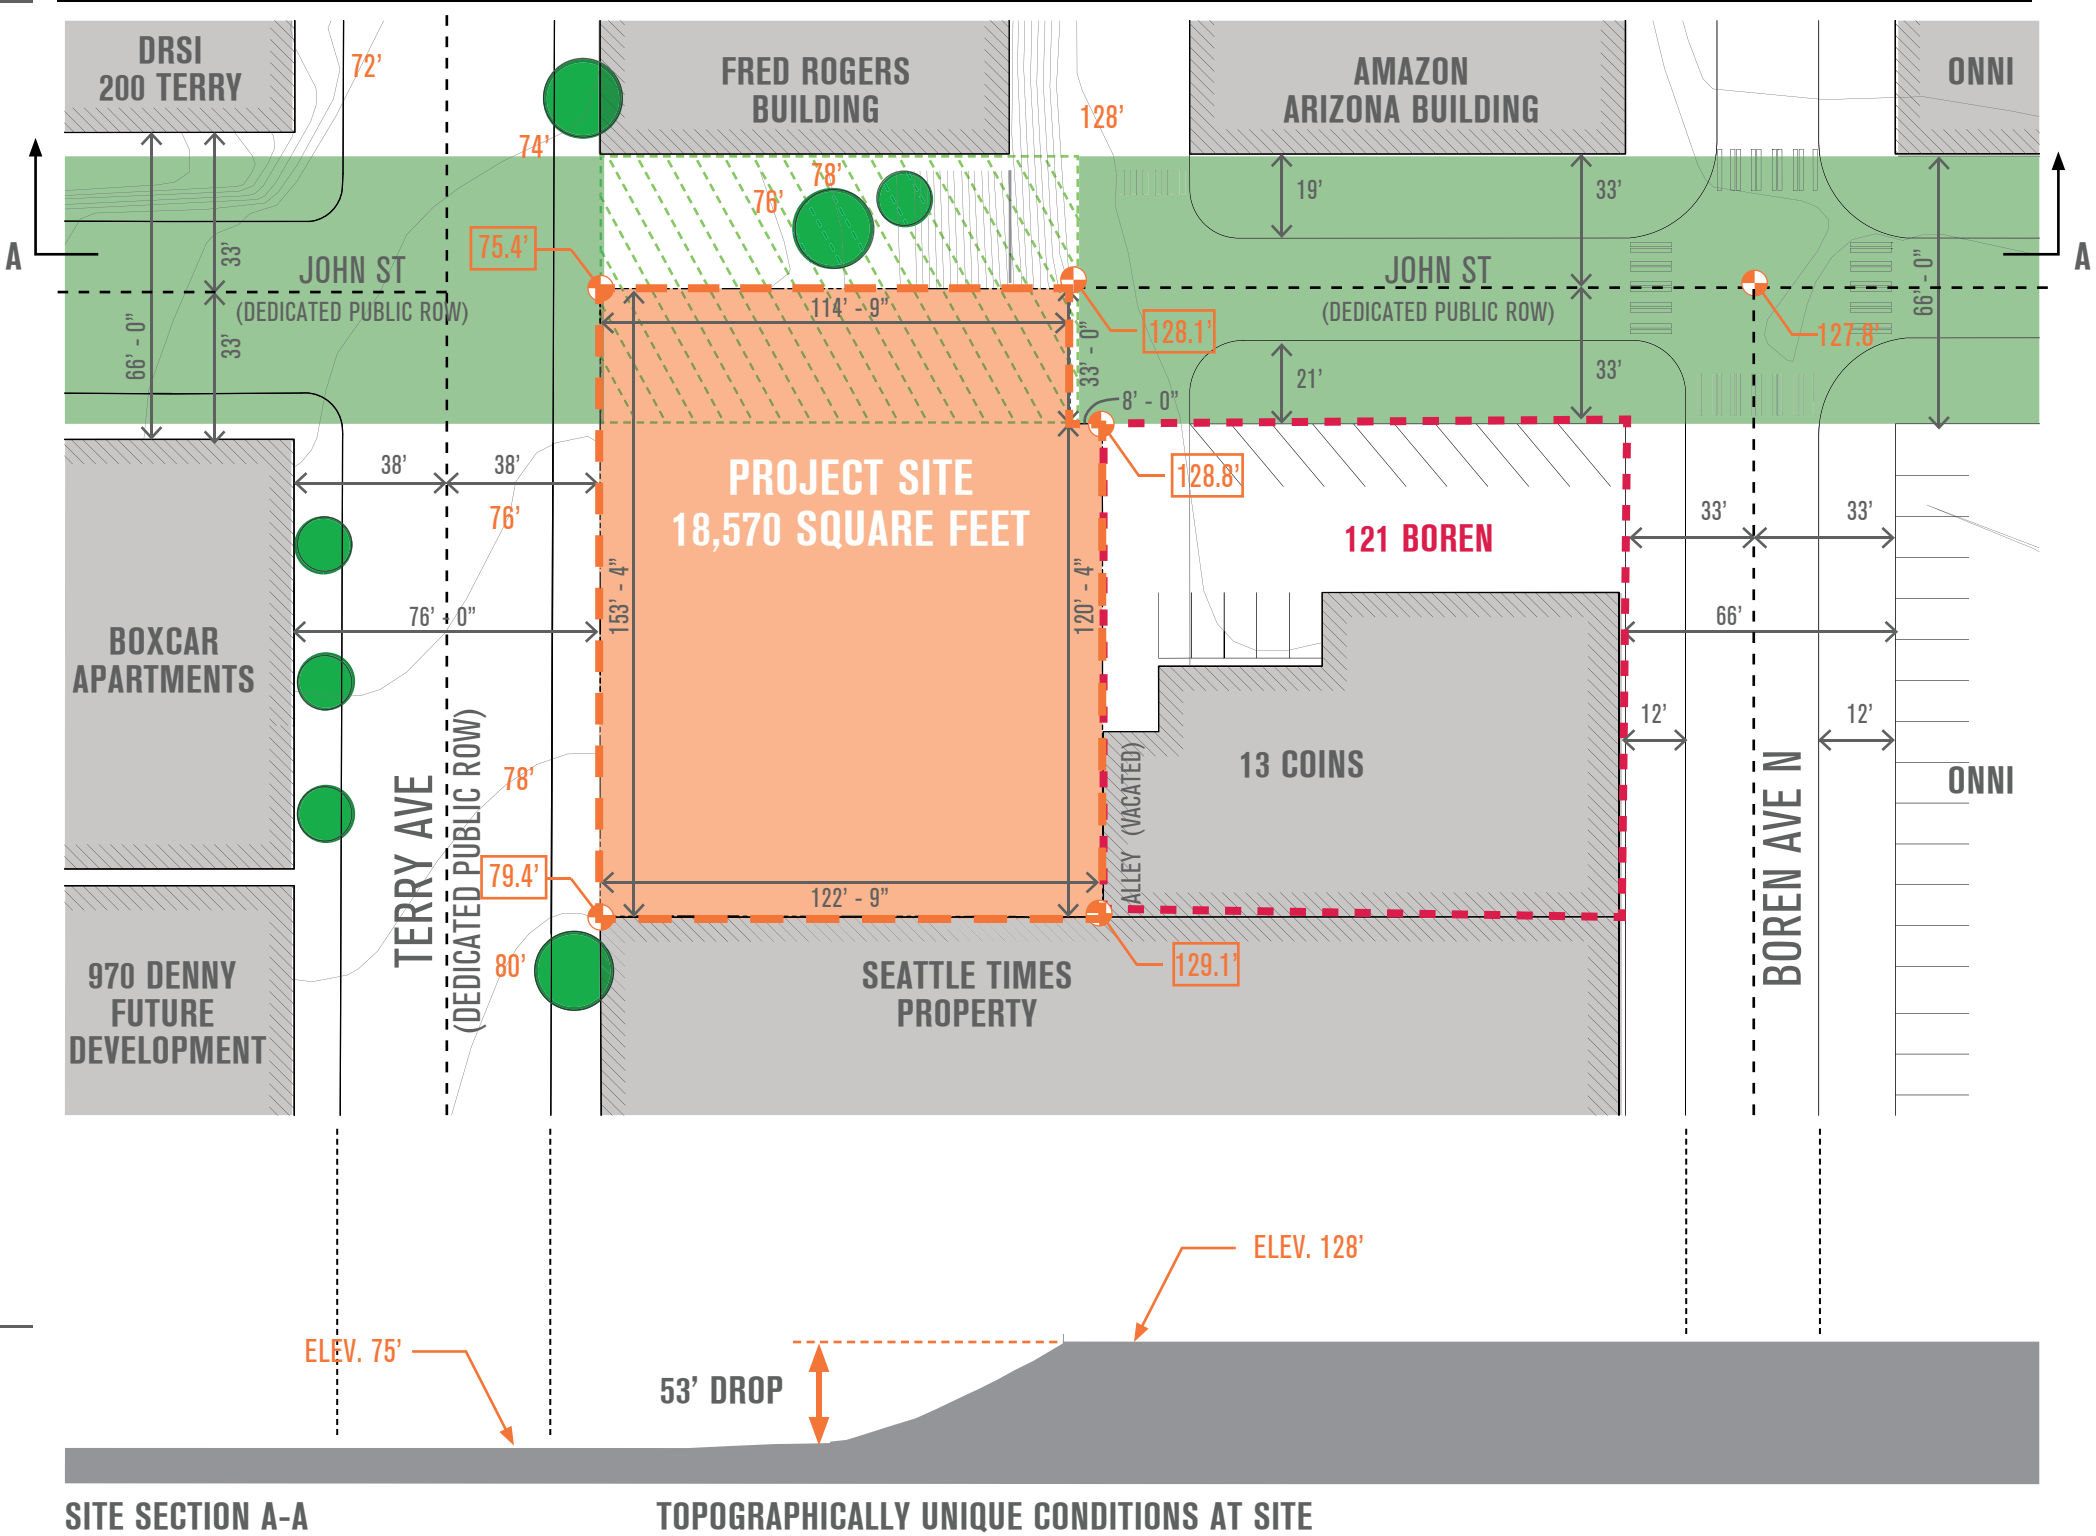 DRSI
200 TERRY
72’
FRED ROGERS
BUILDING
AMAZON
ARIZONA BUILDING
ONNI
128’
74’
78’
76’
19’
33’
A
33’
75.4’
JOHN ST
(DEDICATED PUBLIC ROW)
66’ - 0”
33’
114’ - 9”
128.1’
33’ - 0”
JOHN ST
(DEDICATED PUBLIC ROW)
127.8’
66’ - 0”
A
21’
33’
8’ - 0”
38’
38’
76’
PROJECT SITE
18,570 SQUARE FEET
128.8’
121 BOREN
33’
33’
153’ - 4”
120’ - 4”
76’ - 0”
66’
BOXCAR
APARTMENTS
12’
12’
TERRY AVE
(DEDICATED PUBLIC ROW)
78’
13 COINS
ALLEY (VACATED)
BOREN AVE N
ONNI
79.4’
122’ - 9”
80’
129.1’
970 DENNY
FUTURE
DEVELOPMENT
SEATTLE TIMES
PROPERTY
ELEV. 128’
ELEV. 75’
53’ DROP
SITE SECTION A-A
TOPOGRAPHICALLY UNIQUE CONDITIONS AT SITE